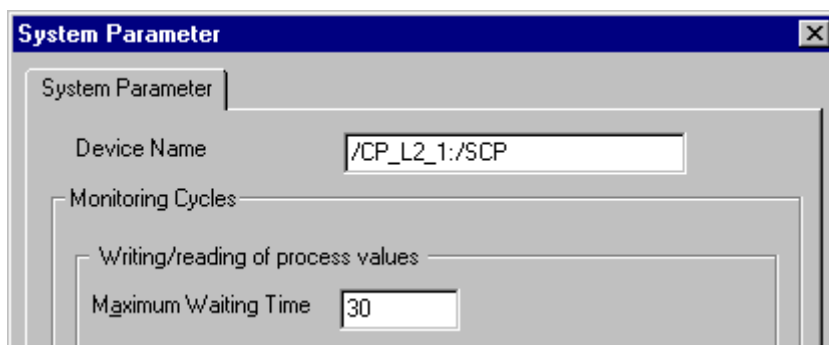 System Parameter
System Parameter
Device Name /CP_L2_1:/SCP
Monitoring Cycles
Writing/reading of process values
Maximum Waiting Time 30